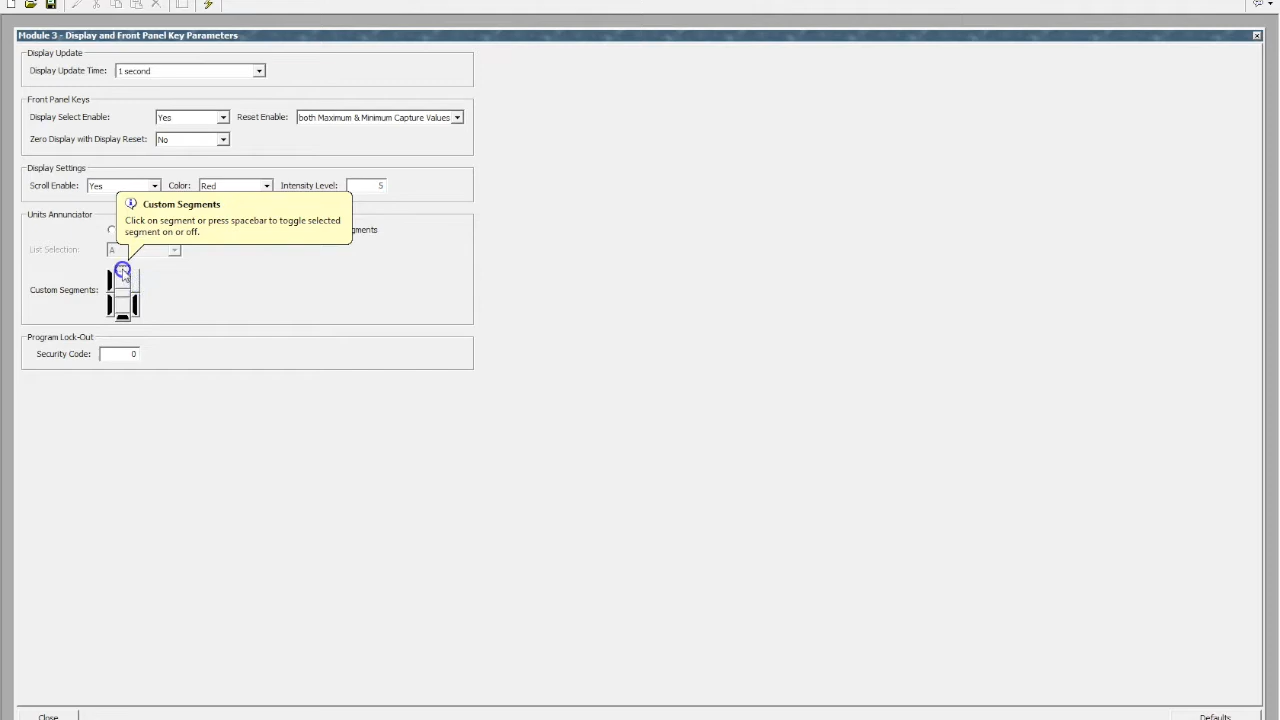 Module 3 - Display and Front Panel Key Parameters
Display Update
Display Update Time: 1 second
Front Panel Keys
Display Select Enable: Yes Reset Enable: both Maximum & Minimum Capture Values
Zero Display with Display Reset: No
Display Settings
Scroll Enable: Yes Color: Red Intensity Level: 5
Custom Segments
Click on segment or press spacebar to toggle selected
segment on or off.
Units Annunciator
gments
List Selection: A
Custom Segments:
Program Lock-Out
Security Code: 0
Close Defaults